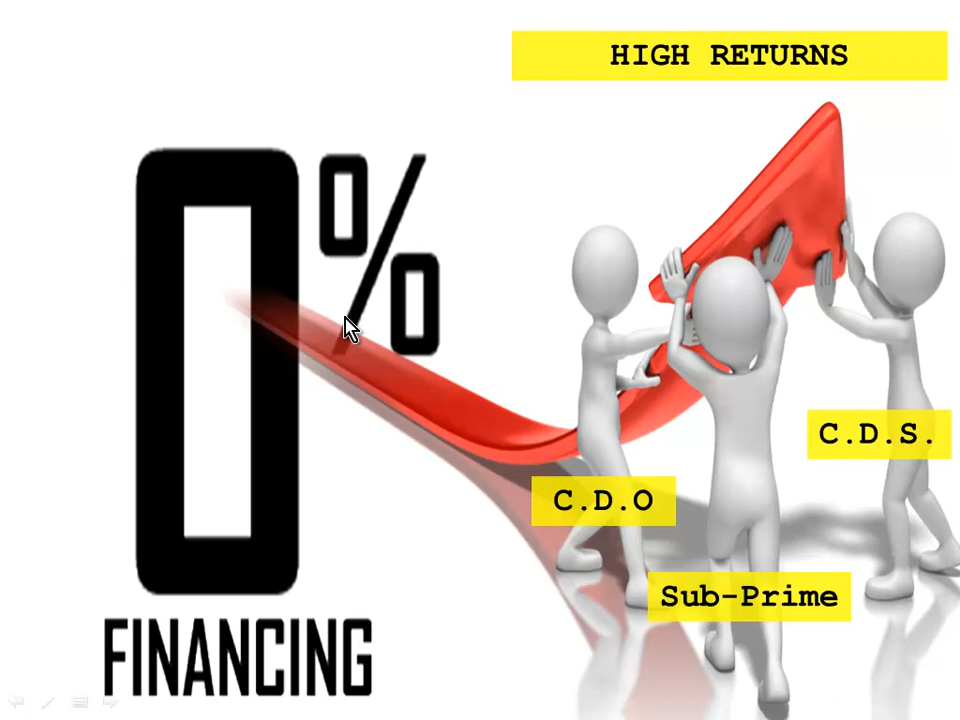 HIGH RETURNS
0%
FINANCING
C.D.S.
C.D.O
Sub-Prime